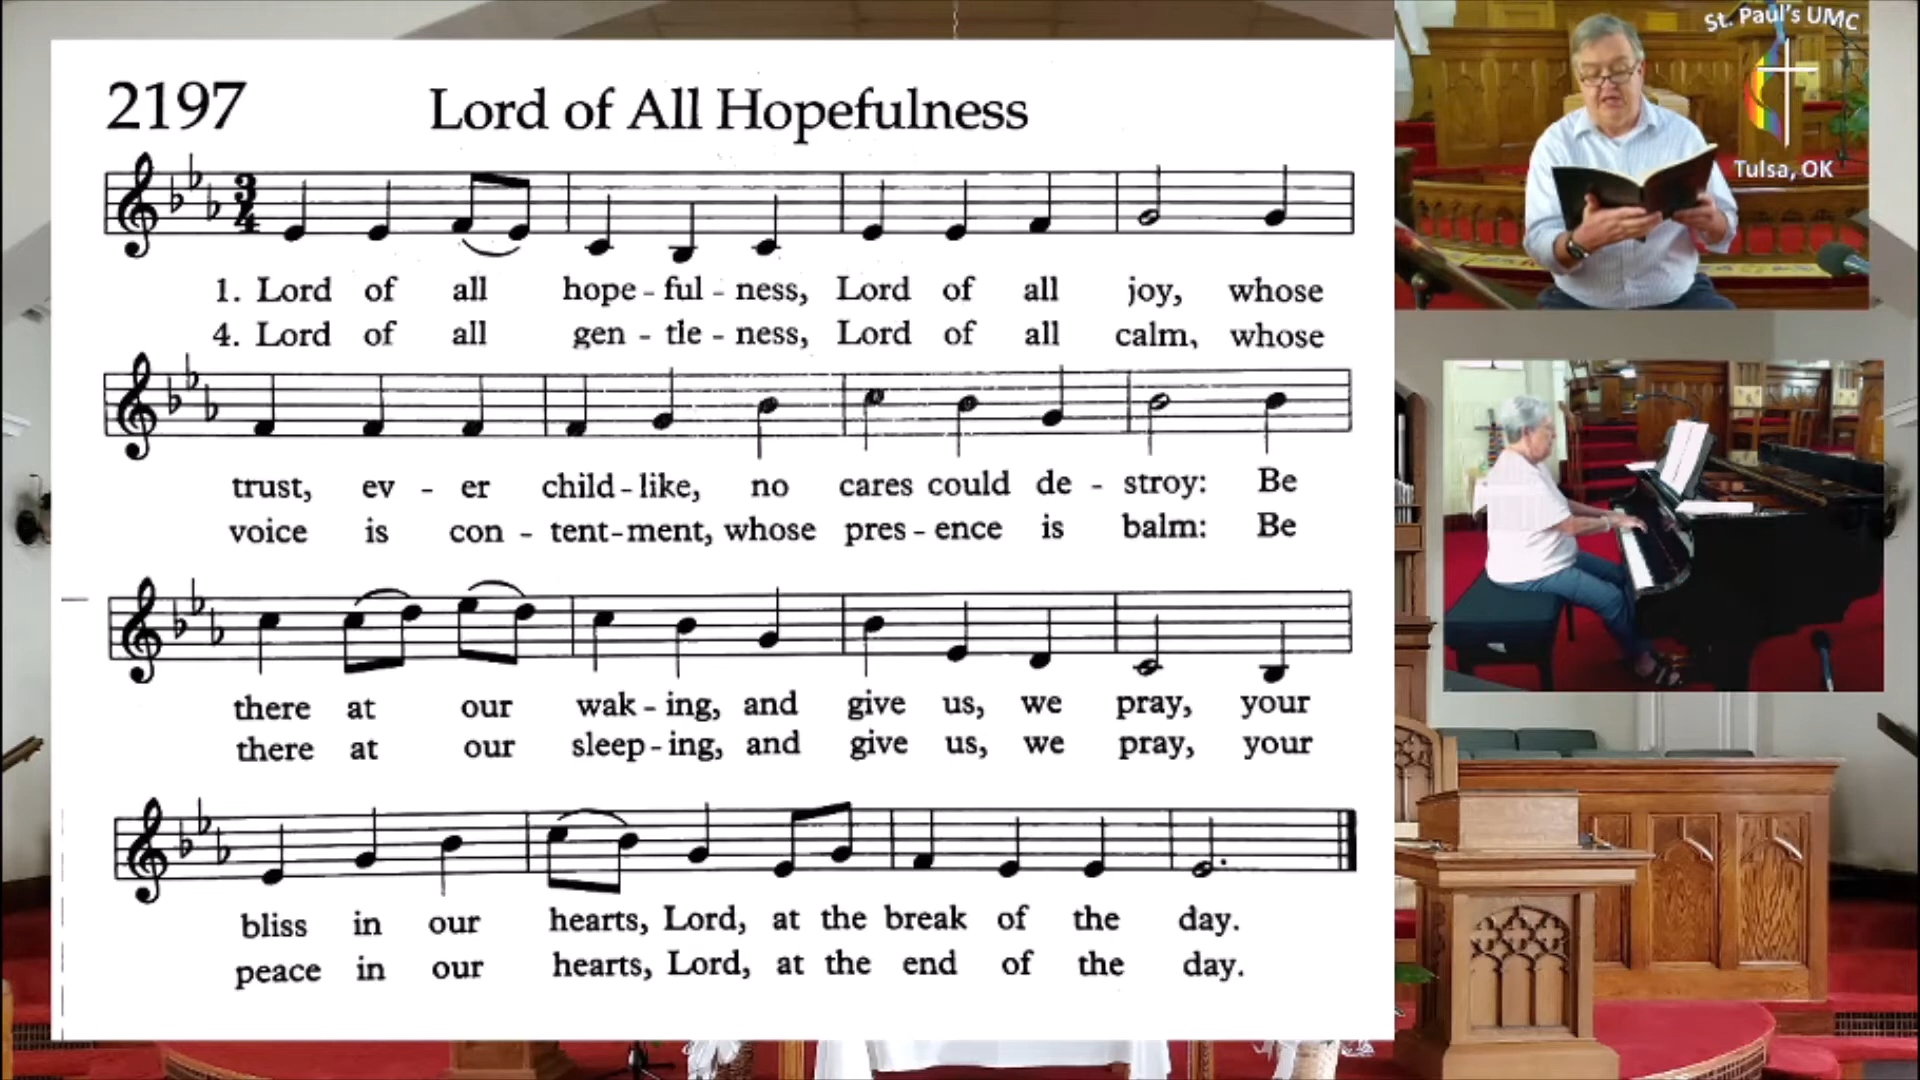 2197 Lord of All Hopefulness
3
4
1. Lord of all hope - ful - ness, Lord of all joy, whose
4. Lord of all gen - tle - ness, Lord of all calm, whose
trust, ev - er child - like, no cares could de - stroy: Be
voice is con - tent - ment, whose pres - ence is balm: Be
there at our wak - ing, and give us, we pray, your
there at our sleep - ing, and give us, we pray, your
bliss in our hearts, Lord, at the break of the day.
peace in our hearts, Lord, at the end of the day.
St. Paul's UMC
Tulsa, OK